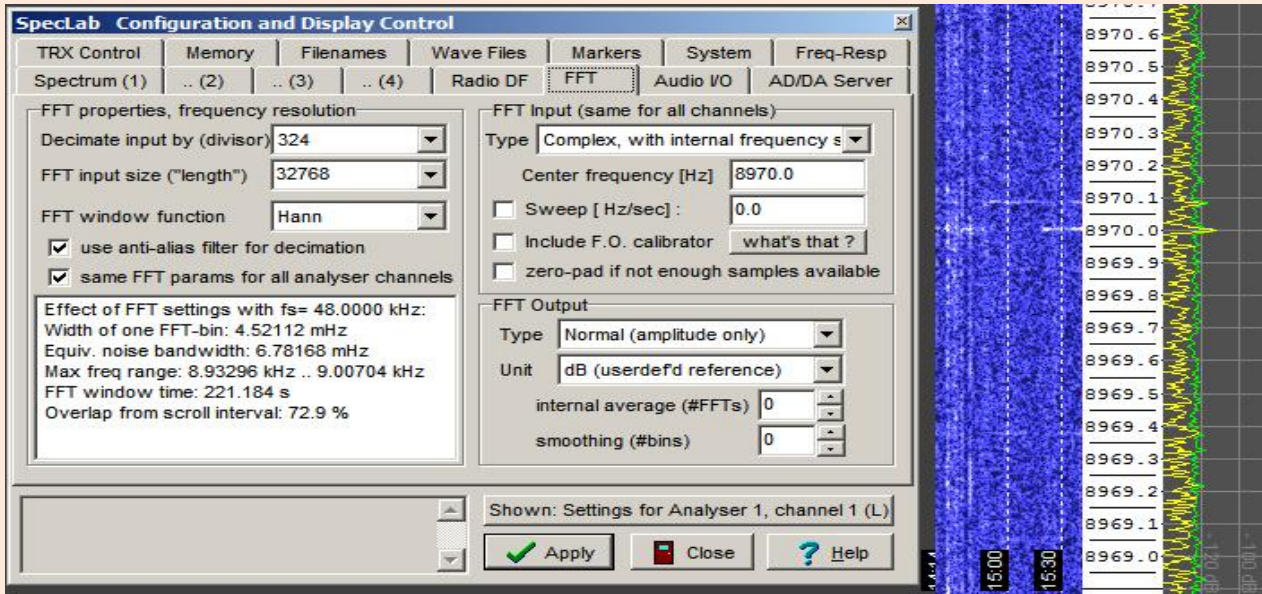 SpecLab Configuration and Display Control
TRX Control Memory Filenames Wave Files Markers System Freq-Resp
Spectrum (1) .. (2) .. (3) .. (4) Radio DF FFT Audio I/O AD/DA Server
FFT properties, frequency resolution
Decimate input by (divisor) 324
FFT input size ("length") 32768
FFT window function Hann
use anti-alias filter for decimation
same FFT params for all analyser channels
Effect of FFT settings with fs= 48.0000 kHz:
Width of one FFT-bin: 4.52112 mHz
Equiv. noise bandwidth: 6.78168 mHz
Max freq range: 8.93296 kHz .. 9.00704 kHz
FFT window time: 221.184 s
Overlap from scroll interval: 72.9 %
FFT Input (same for all channels)
Type Complex, with internal frequency s
Center frequency [Hz] 8970.0
Sweep [ Hz/sec] : 0.0
Include F.O. calibrator what's that ?
zero-pad if not enough samples available
FFT Output
Type Normal (amplitude only)
Unit dB (userdef'd reference)
internal average (#FFTs) 0
smoothing (#bins) 0
Shown: Settings for Analyser 1, channel 1 (L)
Apply Close Help
8970.6
8970.5
8970.4
8970.3
8970.2
8970.1
8970.0
8969.9
8969.8
8969.7
8969.6
8969.5
8969.4
8969.3
8969.2
8969.1
8969.0
15:00
15:30
-120 dB
-100 dB